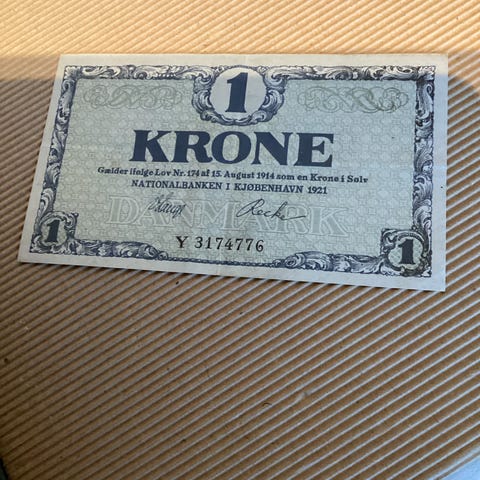 1
KRONE
Gælder ifølge Lov Nr. 174 af 15. August 1914 som en Krone i Sølv
NATIONALBANKEN I KJØBENHAVN 1921
DANMARK
Recke
Y 3174776
1 1